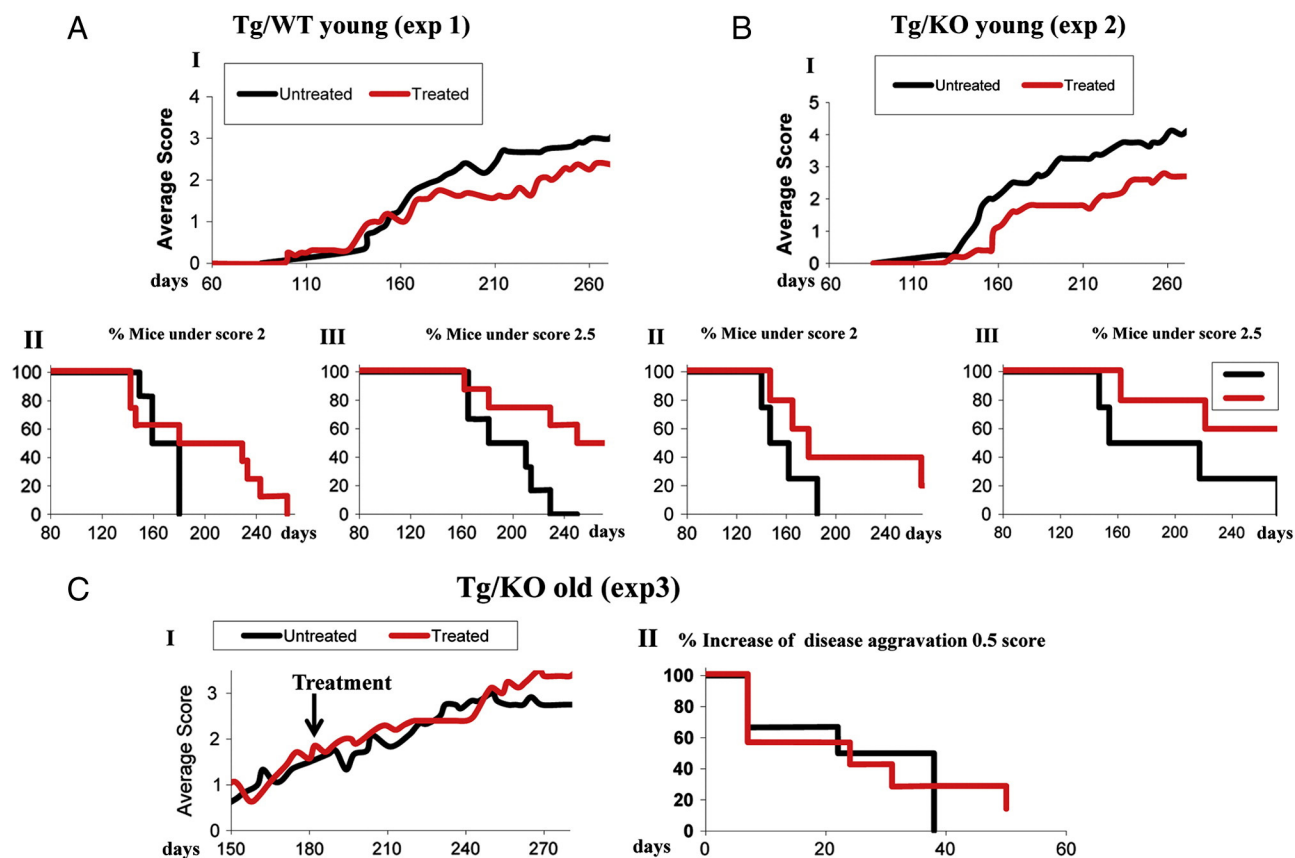 A
Tg/WT young (exp 1)
I
Untreated
Treated
Average Score
4
3
2
1
0
days
60
110
160
210
260
II
% Mice under score 2
100
80
60
40
20
0
80
120
160
200
240
days
III
% Mice under score 2.5
100
80
60
40
20
0
80
120
160
200
240
days
B
Tg/KO young (exp 2)
I
Untreated
Treated
Average Score
5
4
3
2
1
0
days
60
110
160
210
260
II
% Mice under score 2
100
80
60
40
20
0
80
120
160
200
240
days
III
% Mice under score 2.5
100
80
60
40
20
0
80
120
160
200
240
days
C
Tg/KO old (exp3)
I
Untreated
Treated
Treatment
Average Score
3
2
1
0
days
150
180
210
240
270
II
% Increase of disease aggravation 0.5 score
100
80
60
40
20
0
days
0
20
40
60